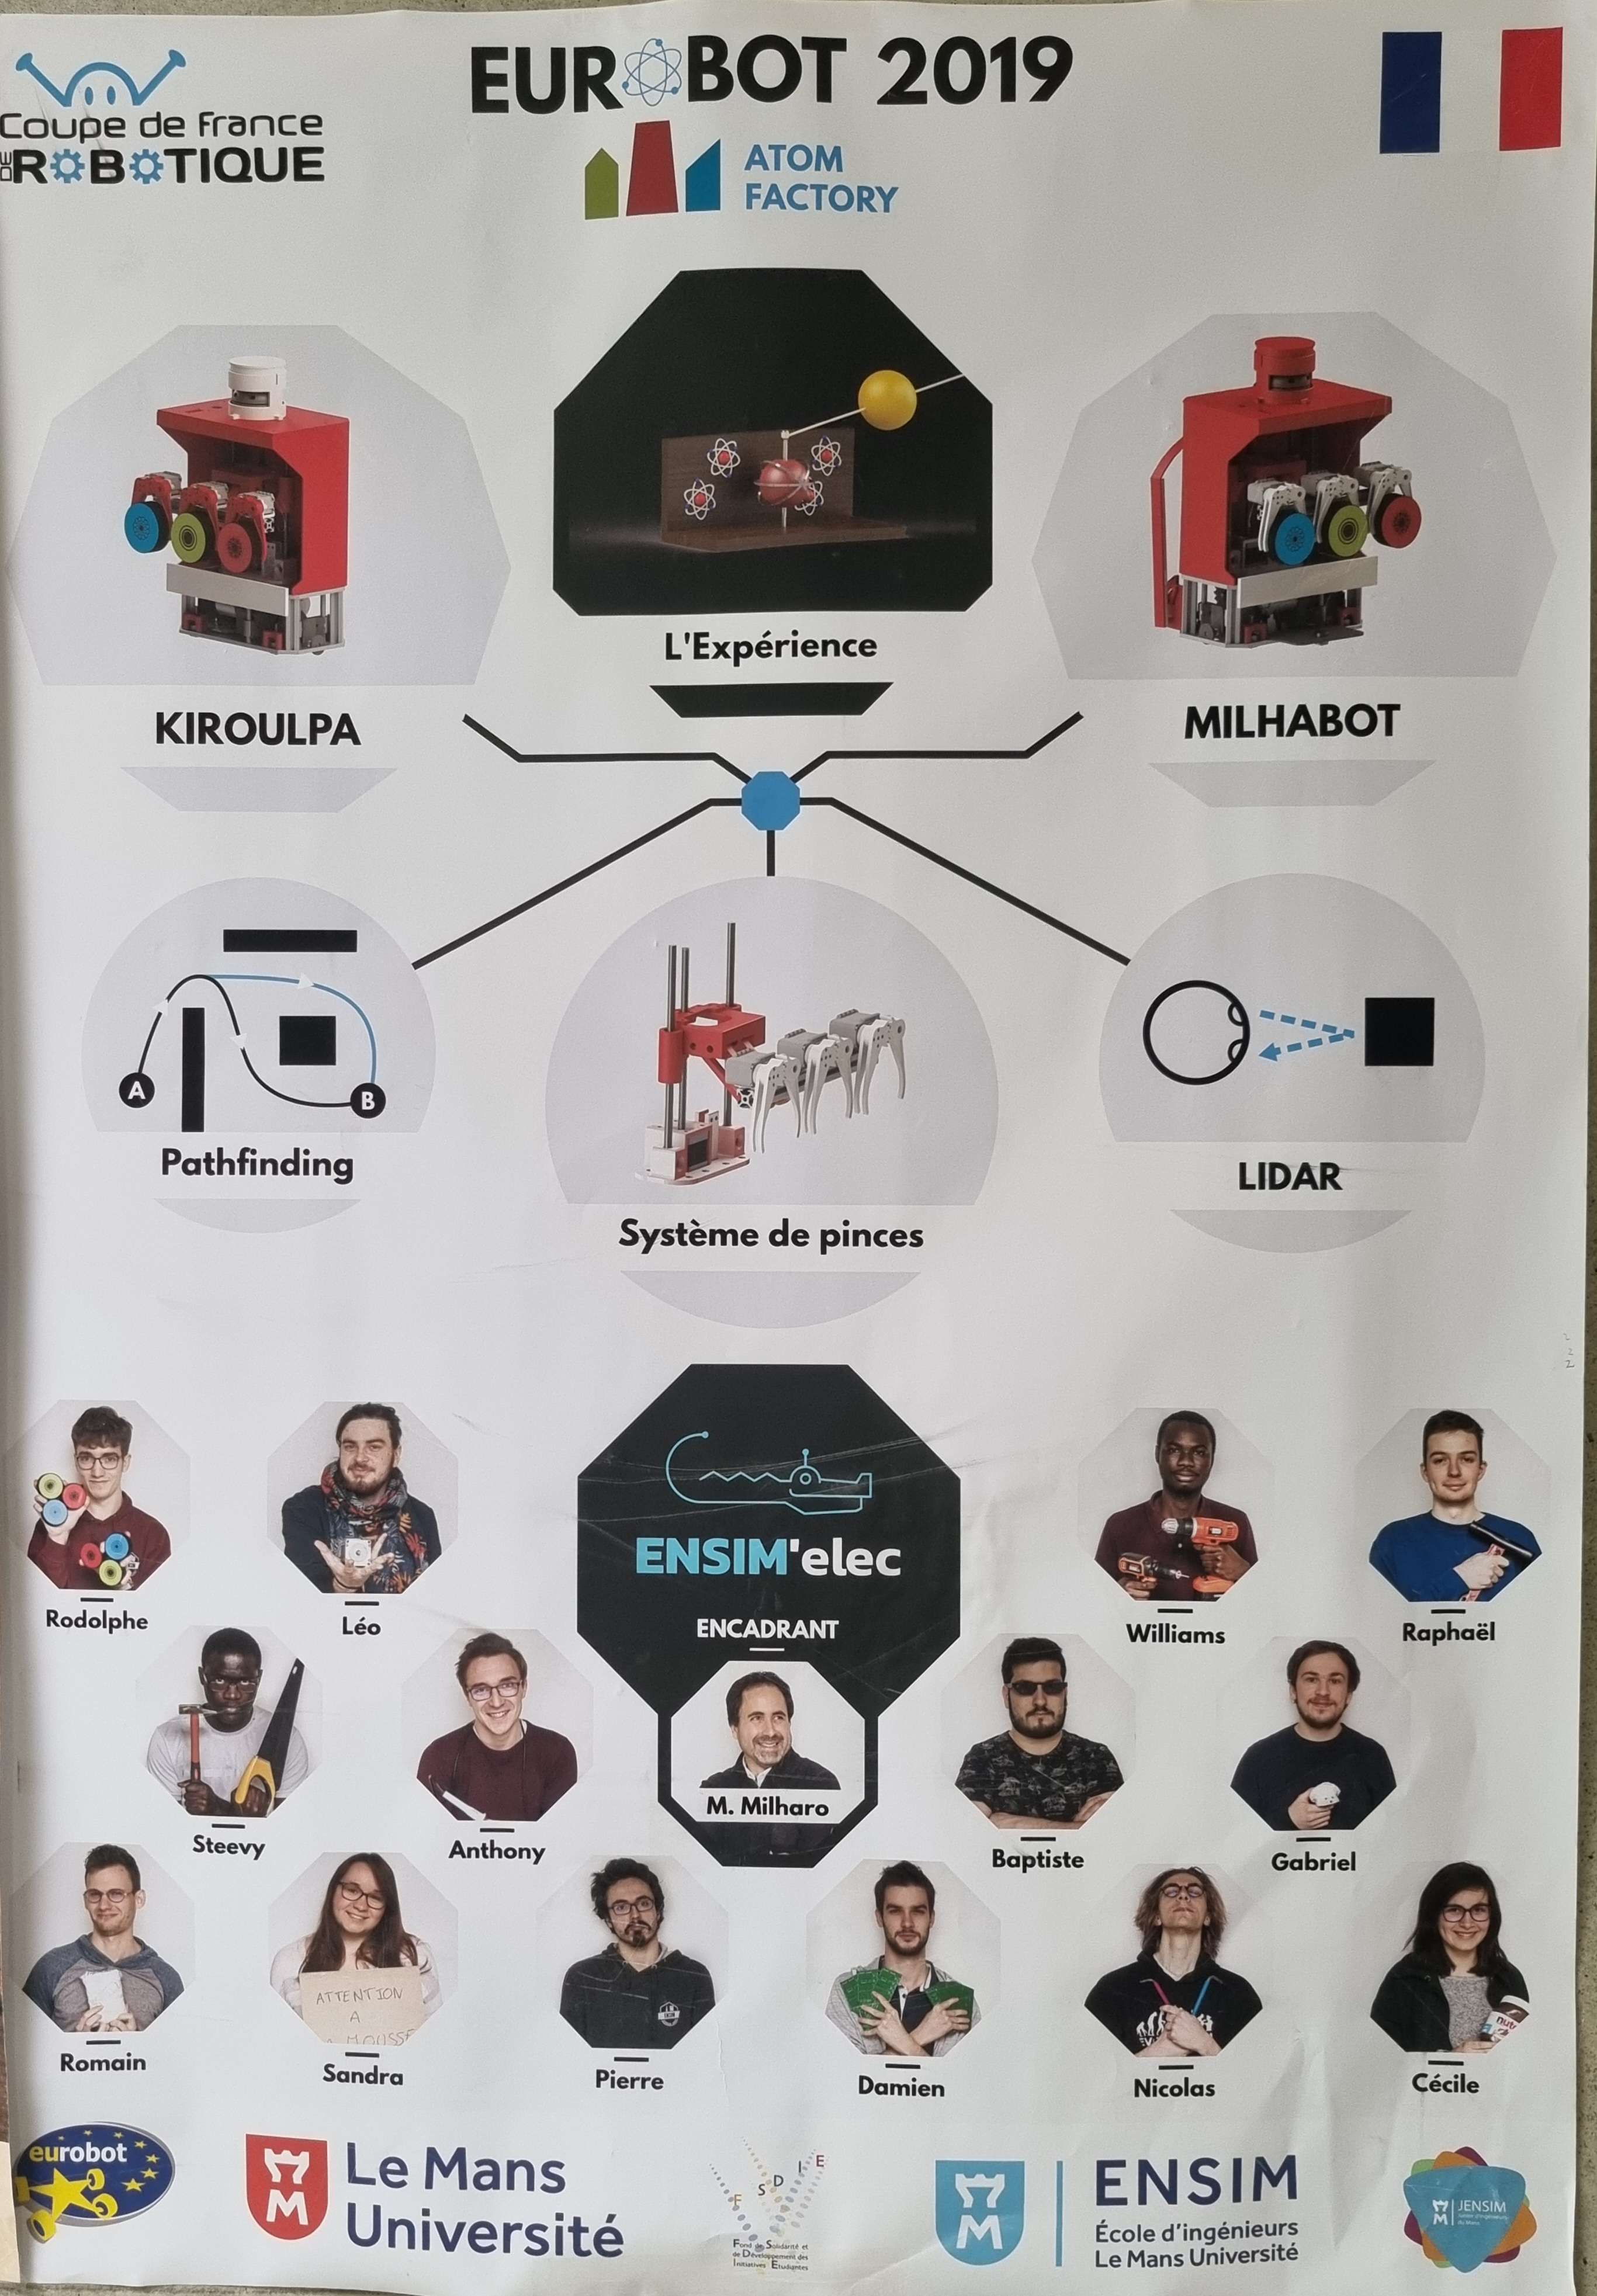 Coupe de france
DE ROBOTIQUE
EUROBOT 2019
ATOM
FACTORY
L'Expérience
KIROULPA
MILHABOT
A
B
Pathfinding
Système de pinces
LIDAR
ENSIM'elec
ENCADRANT
M. Milharo
Rodolphe
Léo
Williams
Raphaël
Steevy
Anthony
Baptiste
Gabriel
ATTENTION
A
MOUSSE
nut
Romain
Sandra
Pierre
Damien
Nicolas
Cécile
eurobot
Le Mans
Université
FSDIE
Fond de Solidarité et
de Développement des
Initiatives Etudiantes
ENSIM
École d'ingénieurs
Le Mans Université
JENSIM